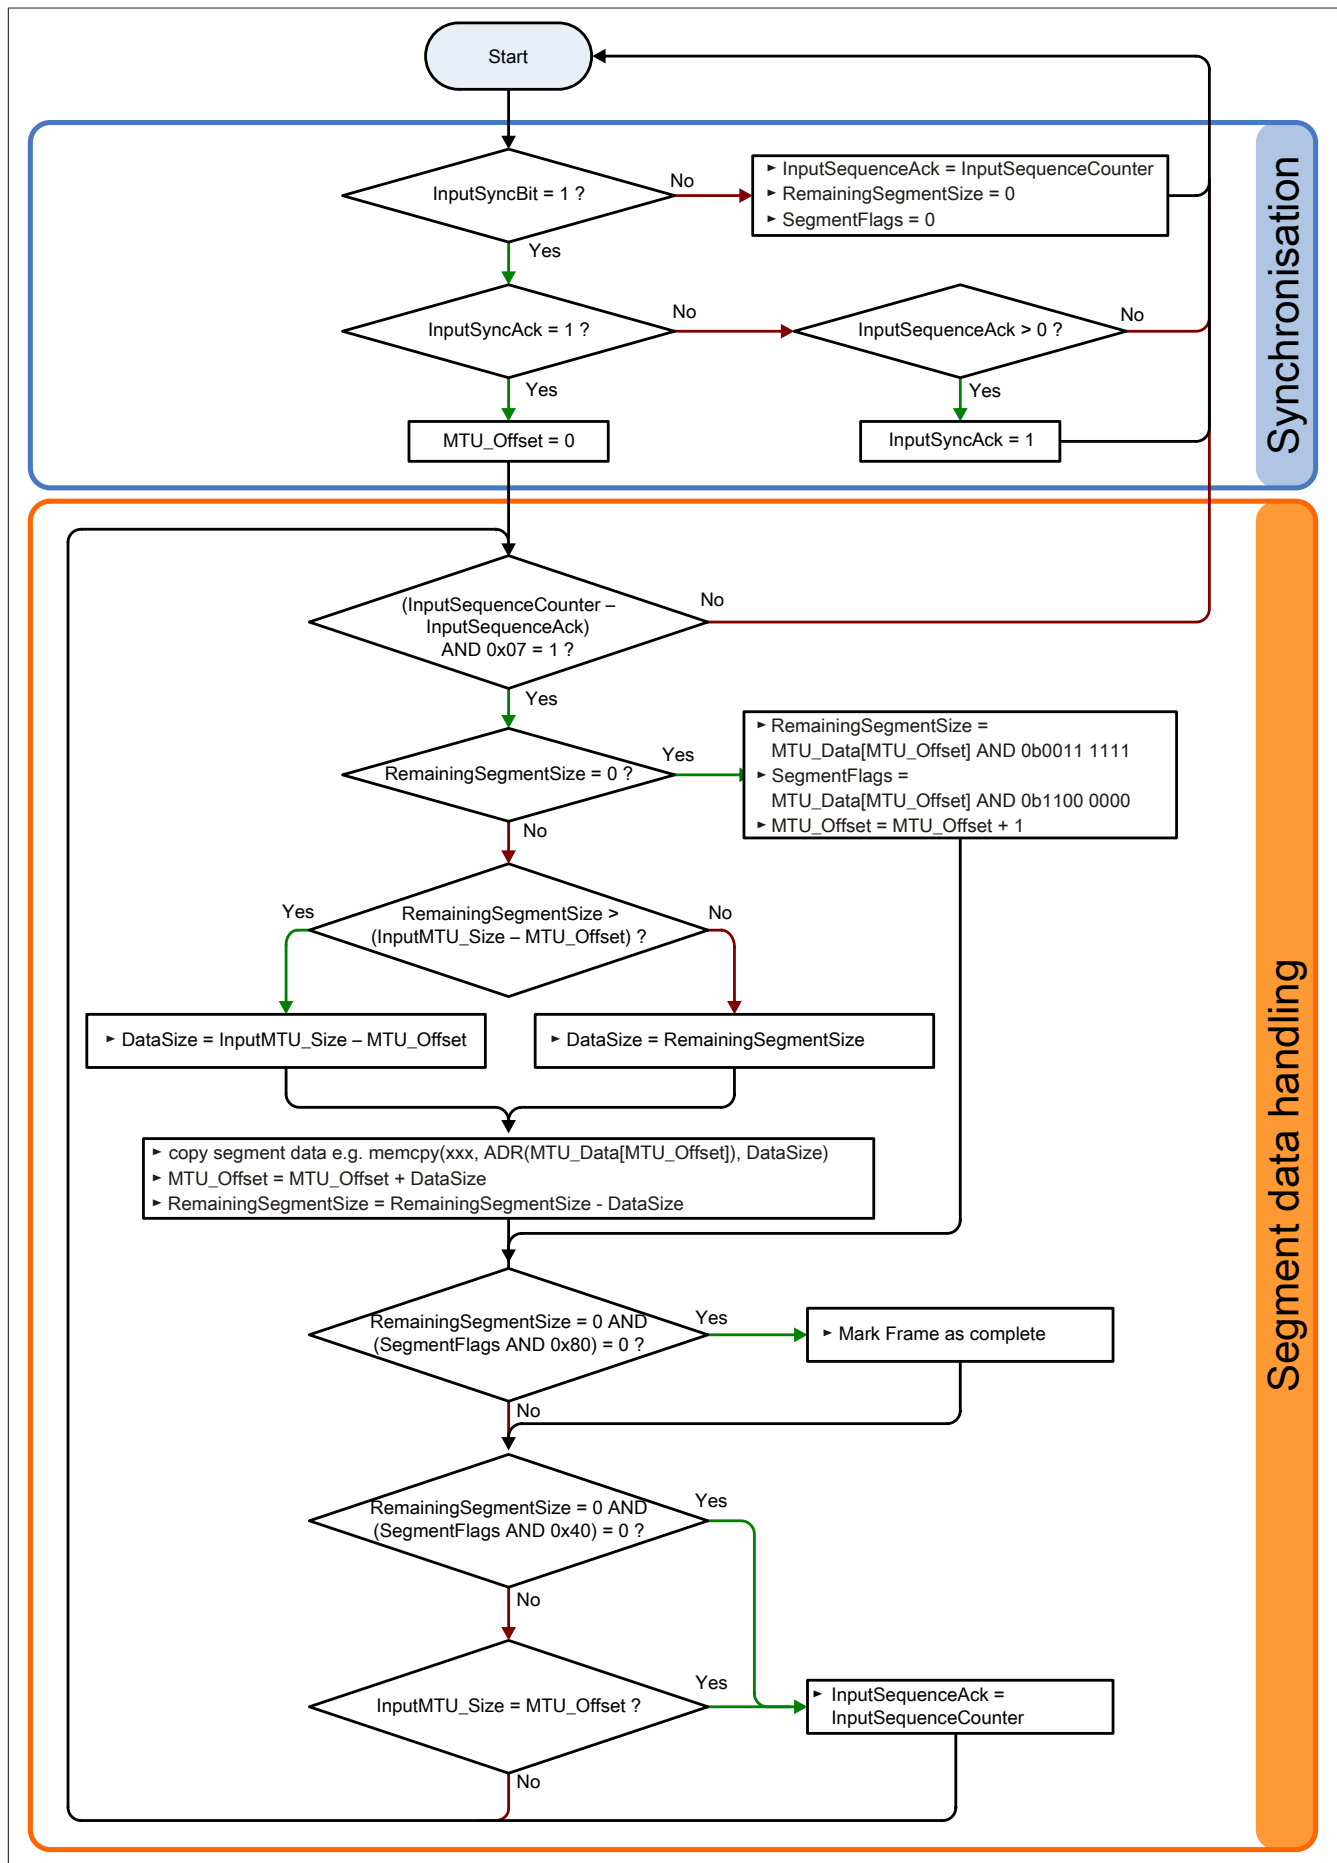 Start
InputSyncBit = 1 ?
No
► InputSequenceAck = InputSequenceCounter
► RemainingSegmentSize = 0
► SegmentFlags = 0
Yes
InputSyncAck = 1 ?
No
InputSequenceAck > 0 ?
No
Yes
Yes
MTU_Offset = 0
InputSyncAck = 1
Synchronisation
(InputSequenceCounter –
InputSequenceAck)
AND 0x07 = 1 ?
No
Yes
RemainingSegmentSize = 0 ?
Yes
► RemainingSegmentSize =
MTU_Data[MTU_Offset] AND 0b0011 1111
► SegmentFlags =
MTU_Data[MTU_Offset] AND 0b1100 0000
► MTU_Offset = MTU_Offset + 1
No
RemainingSegmentSize >
(InputMTU_Size – MTU_Offset) ?
Yes
No
► DataSize = InputMTU_Size – MTU_Offset
► DataSize = RemainingSegmentSize
► copy segment data e.g. memcpy(xxx, ADR(MTU_Data[MTU_Offset]), DataSize)
► MTU_Offset = MTU_Offset + DataSize
► RemainingSegmentSize = RemainingSegmentSize - DataSize
RemainingSegmentSize = 0 AND
(SegmentFlags AND 0x80) = 0 ?
Yes
► Mark Frame as complete
No
RemainingSegmentSize = 0 AND
(SegmentFlags AND 0x40) = 0 ?
Yes
No
InputMTU_Size = MTU_Offset ?
Yes
► InputSequenceAck =
InputSequenceCounter
No
Segment data handling